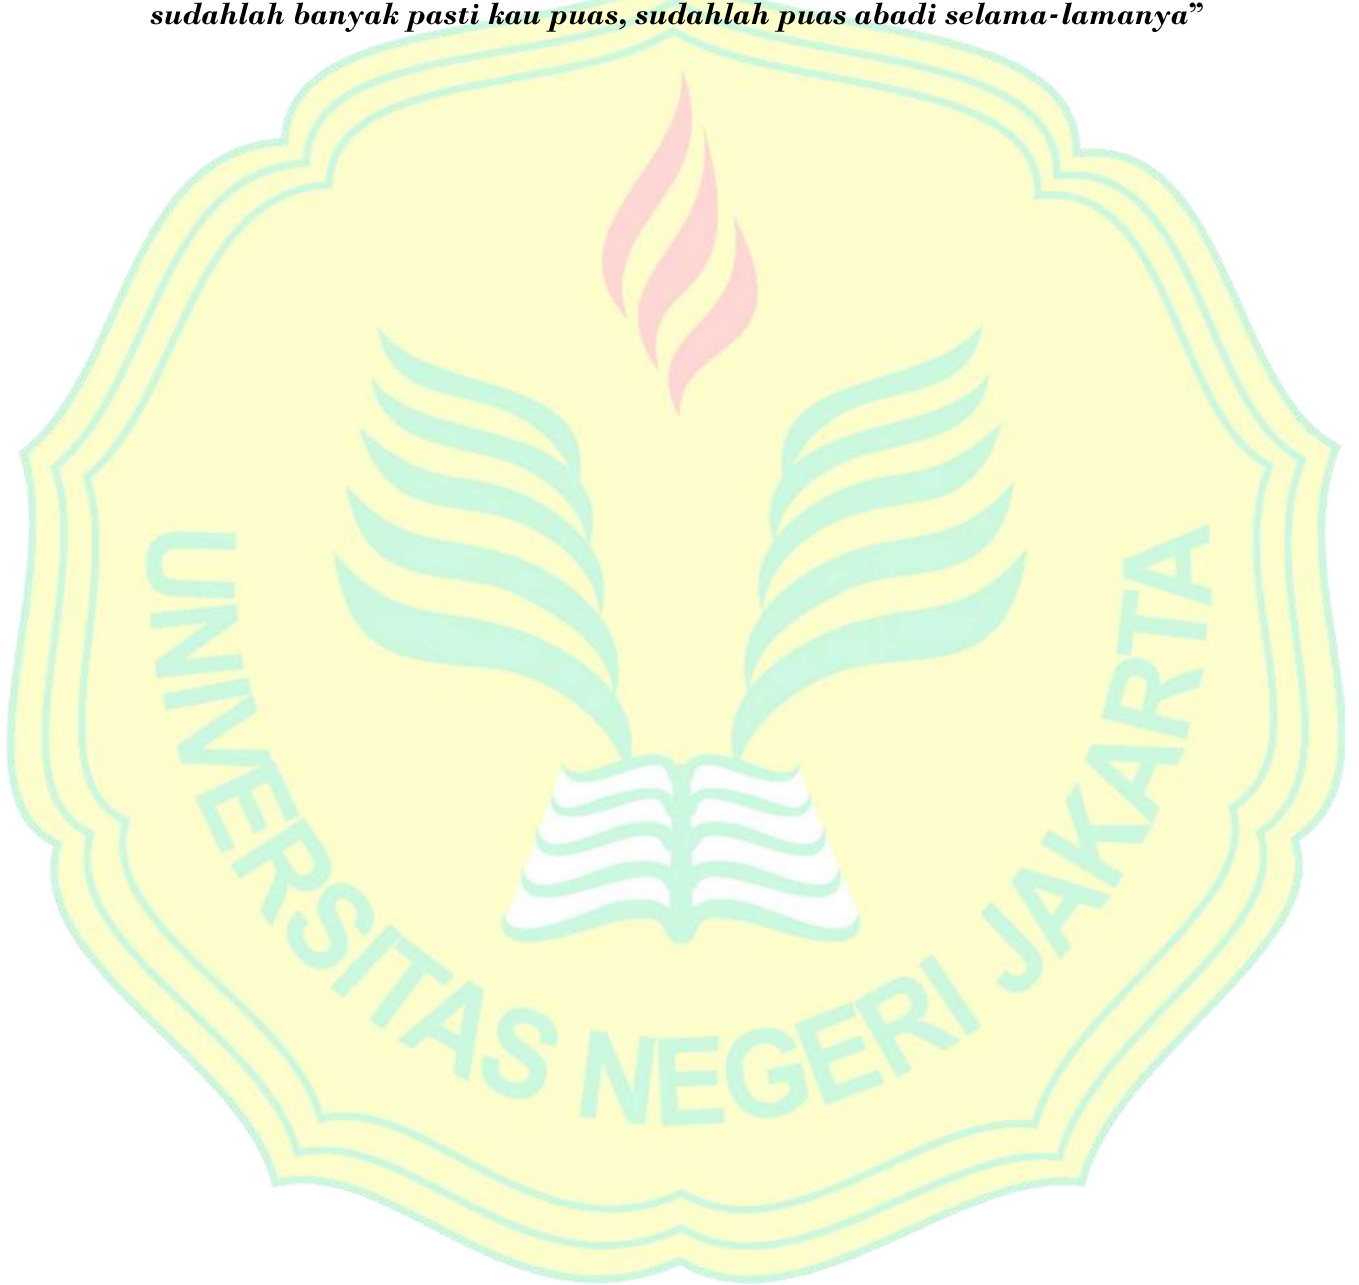 sudahlah banyak pasti kau puas, sudahlah puas abadi selama-lamanya”
UNIVERSITAS NEGERI JAKARTA